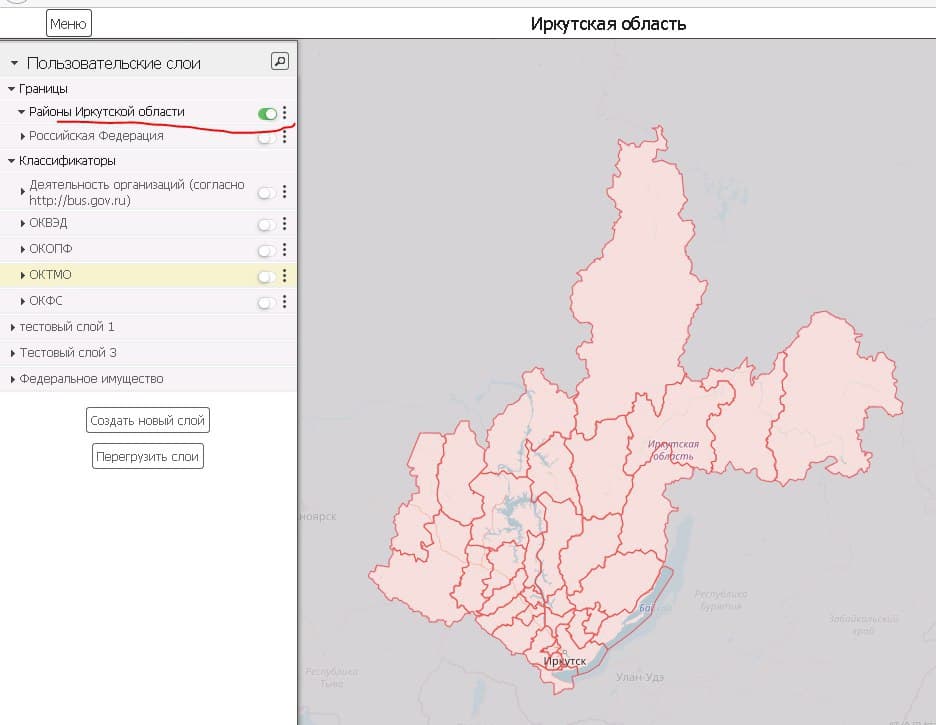 Меню
Иркутская область
Пользовательские слои
Границы
Районы Иркутской области
Российская Федерация
Классификаторы
Деятельность организаций (согласно
http://bus.gov.ru)
ОКВЭД
ОКОПФ
ОКТМО
ОКФС
тестовый слой 1
Тестовый слой 3
Федеральное имущество
Создать новый слой
Перегрузить слои
Иркутская
область
ноярск
Республика
Бурятия
Забайкальский
край
Иркутск
Улан-Удэ
Республика
Тыва